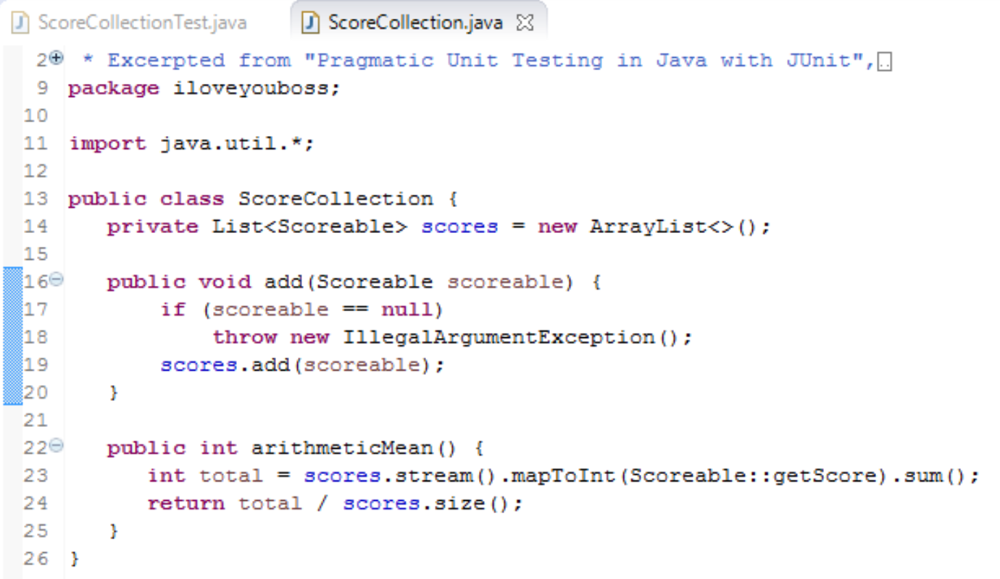 ScoreCollectionTest.java ScoreCollection.java
2 * Excerpted from "Pragmatic Unit Testing in Java with JUnit",
9 package iloveyouboss;
10
11 import java.util.*;
12
13 public class ScoreCollection {
14    private List<Scoreable> scores = new ArrayList<>();
15
16    public void add(Scoreable scoreable) {
17        if (scoreable == null)
18            throw new IllegalArgumentException();
19        scores.add(scoreable);
20    }
21
22    public int arithmeticMean() {
23       int total = scores.stream().mapToInt(Scoreable::getScore).sum();
24       return total / scores.size();
25    }
26 }